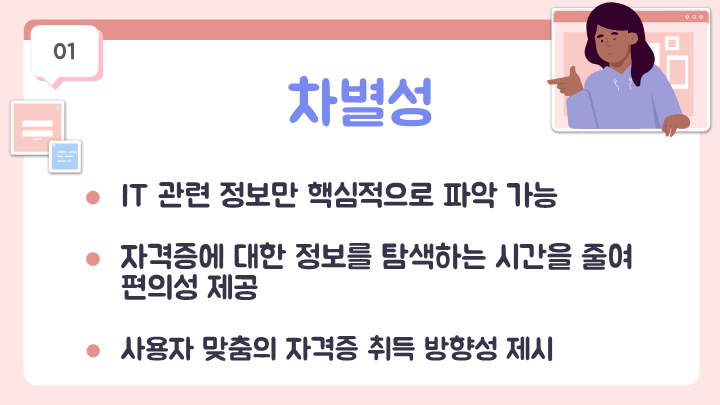 01
차별성
IT 관련 정보만 핵심적으로 파악 가능
자격증에 대한 정보를 탐색하는 시간을 줄여
편의성 제공
사용자 맞춤의 자격증 취득 방향성 제시